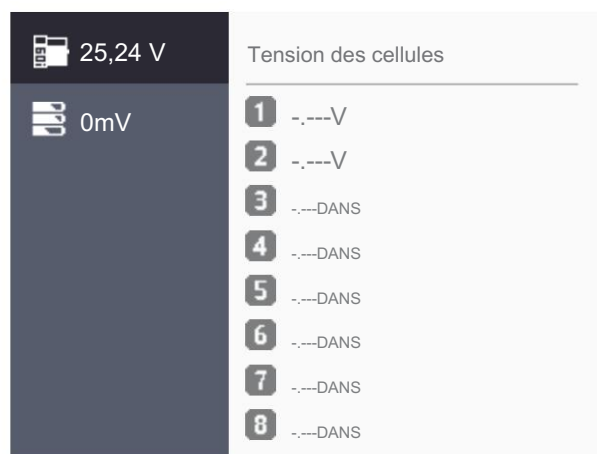 25,24 V
0mV
Tension des cellules
1 -.---V
2 -.---V
3 -.---DANS
4 -.---DANS
5 -.---DANS
6 -.---DANS
7 -.---DANS
8 -.---DANS